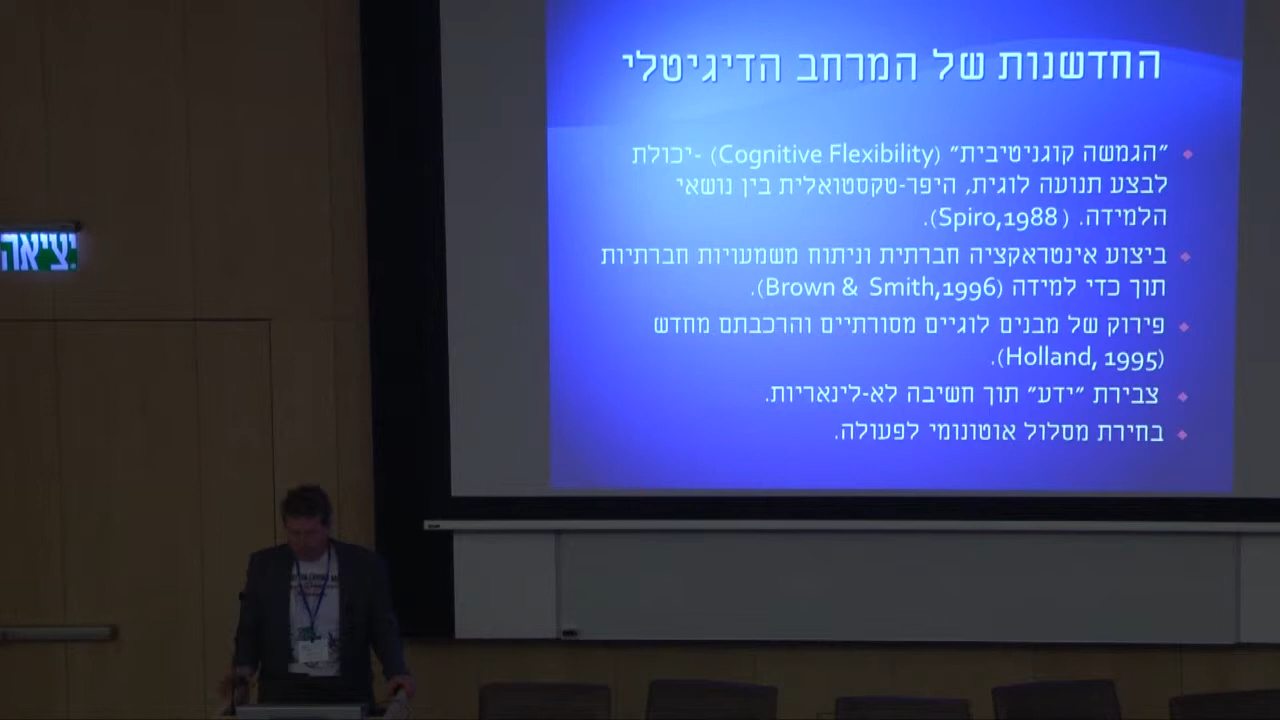 החדשנות של המרחב הדיגיטלי
"הגמשה קוגניטיבית" (Cognitive Flexibility) -יכולת
לבצע תנועה לוגית, היפר-טקסטואלית בין נושאי
הלמידה. (Spiro,1988).
ביצוע אינטראקציה חברתית וניתוח משמעויות חברתיות
תוך כדי למידה (Brown & Smith,1996).
פירוק של מבנים לוגיים מסורתיים והרכבתם מחדש
(Holland, 1995).
צבירת "ידע" תוך חשיבה לא-לינאריות.
בחירת מסלול אוטונומי לפעולה.
יציאה